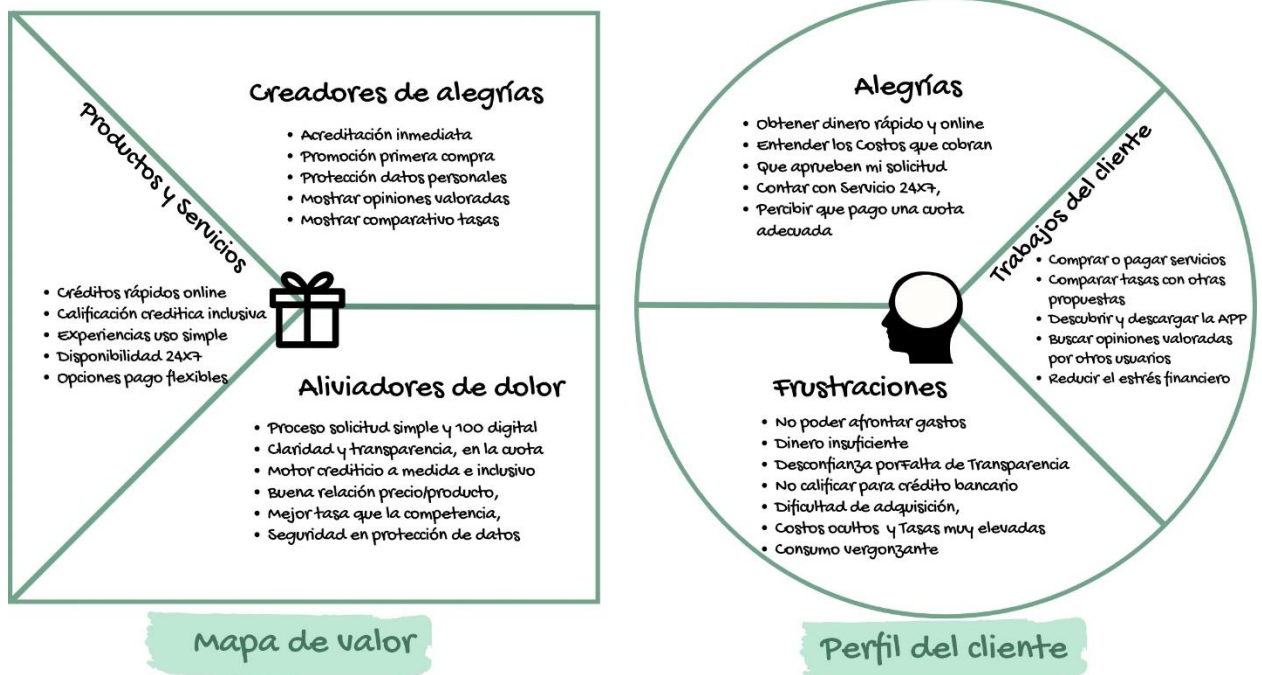 Productos y Servicios
• Créditos rápidos online
• Calificación creditica inclusiva
• Experiencias uso simple
• Disponibilidad 24x7
• Opciones pago flexibles
Creadores de alegrías
• Acreditación inmediata
• Promoción primera compra
• Protección datos personales
• Mostrar opiniones valoradas
• Mostrar comparativo tasas
Aliviadores de dolor
• Proceso solicitud simple y 100 digital
• Claridad y transparencia, en la cuota
• Motor crediticio a medida e inclusivo
• Buena relación precio/producto,
• Mejor tasa que la competencia,
• Seguridad en protección de datos
Mapa de valor
Alegrías
• Obtener dinero rápido y online
• Entender los Costos que cobran
• Que aprueben mi solicitud
• Contar con Servicio 24x7,
• Percibir que pago una cuota
adecuada
Trabajos del cliente
• Comprar o pagar servicios
• Comparar tasas con otras
propuestas
• Descubrir y descargar la APP
• Buscar opiniones valoradas
por otros usuarios
• Reducir el estrés financiero
Frustraciones
• No poder afrontar gastos
• Dinero insuficiente
• Desconfianza porFalta de Transparencia
• No calificar para crédito bancario
• Dificultad de adquisición,
• Costos ocultos y Tasas muy elevadas
• Consumo vergonzante
Perfil del cliente